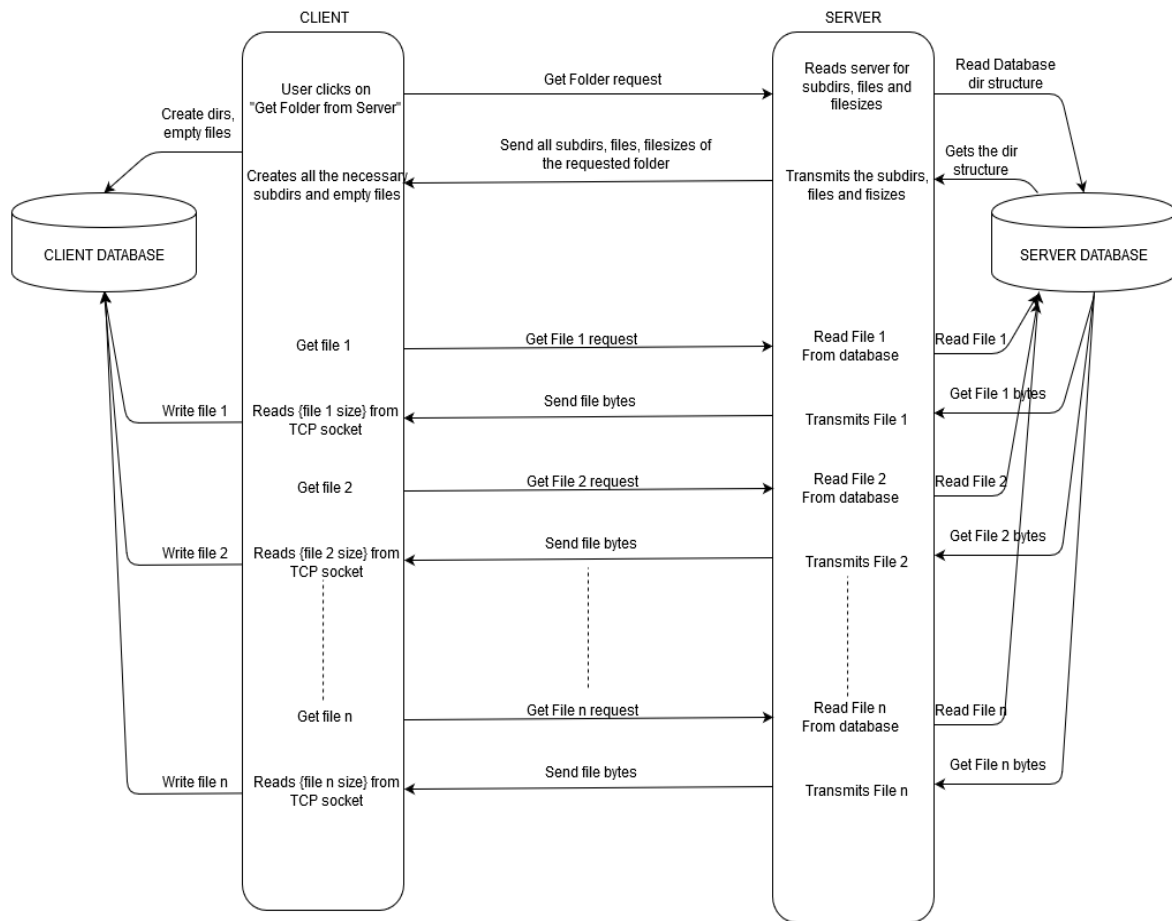 CLIENT
SERVER
User clicks on
"Get Folder from Server"
Get Folder request
Reads server for
subdirs, files and
filesizes
Read Database
dir structure
Create dirs,
empty files
Send all subdirs, files, filesizes of
the requested folder
Gets the dir
structure
Creates all the necessary
subdirs and empty files
Transmits the subdirs,
files and fisizes
CLIENT DATABASE
SERVER DATABASE
Get file 1
Get File 1 request
Read File 1
From database
Read File 1
Write file 1
Reads {file 1 size} from
TCP socket
Send file bytes
Transmits File 1
Get File 1 bytes
Get file 2
Get File 2 request
Read File 2
From database
Read File 2
Write file 2
Reads {file 2 size} from
TCP socket
Send file bytes
Transmits File 2
Get File 2 bytes
Get file n
Get File n request
Read File n
From database
Read File n
Write file n
Reads {file n size} from
TCP socket
Send file bytes
Transmits File n
Get File n bytes